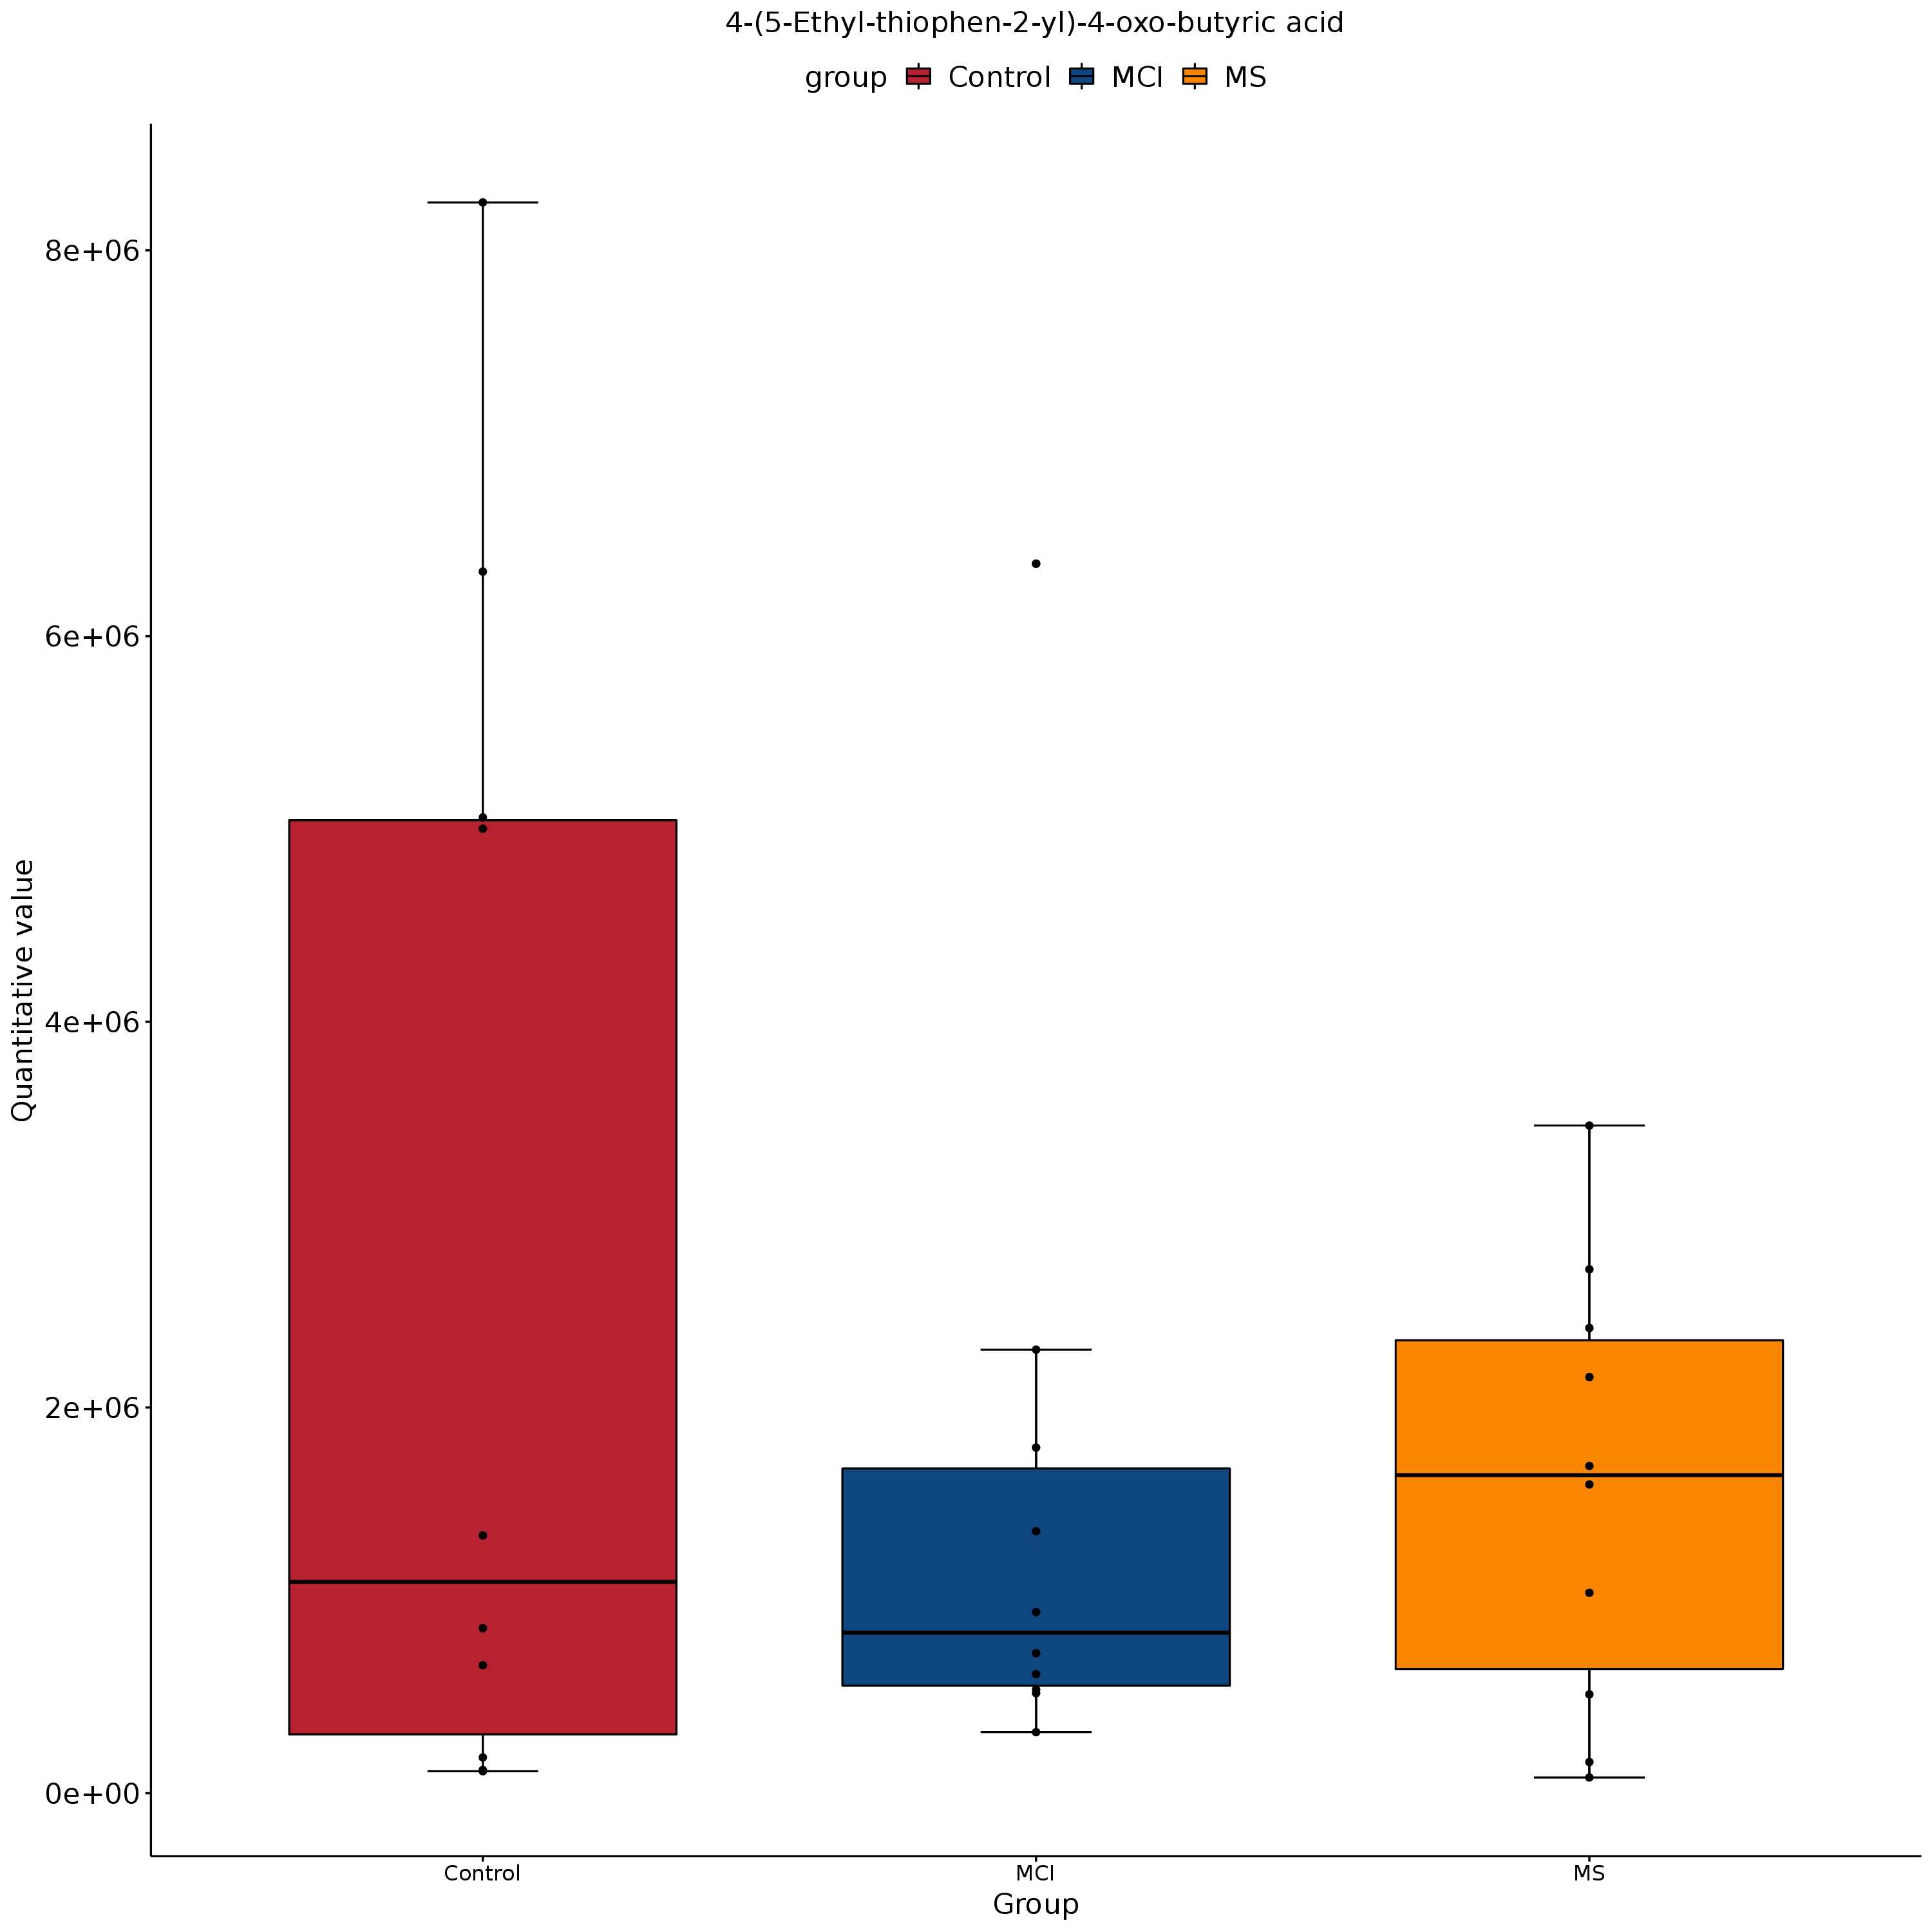 4-(5-Ethyl-thiophen-2-yl)-4-oxo-butyric acid
group Control MCI MS
Quantitative value
8e+06
6e+06
4e+06
2e+06
0e+00
Control MCI MS
Group